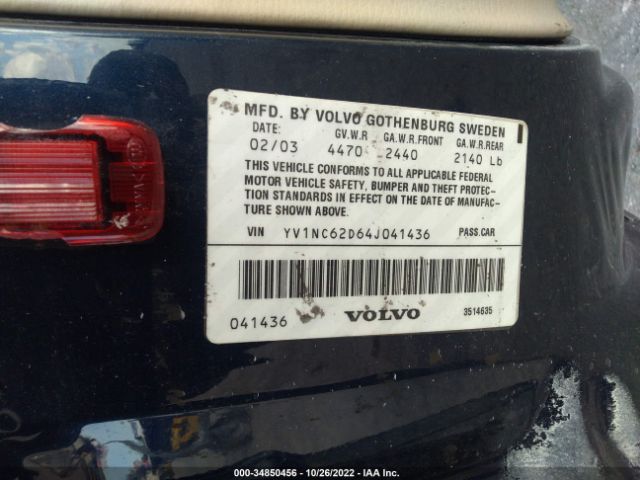 MFD. BY VOLVO GOTHENBURG SWEDEN
DATE: GV.W.R GA.W.R.FRONT GA.W.R.REAR
02/03 4470 2440 2140 Lb
THIS VEHICLE CONFORMS TO ALL APPLICABLE FEDERAL
MOTOR VEHICLE SAFETY, BUMPER AND THEFT PROTEC-
TION STANDARDS IN EFFECT ON THE DATE OF MANUFAC-
TURE SHOWN ABOVE.
VIN YV1NC62D64J041436 PASS.CAR
041436 VOLVO 3514635
000-34850456 - 10/26/2022 - IAA Inc.